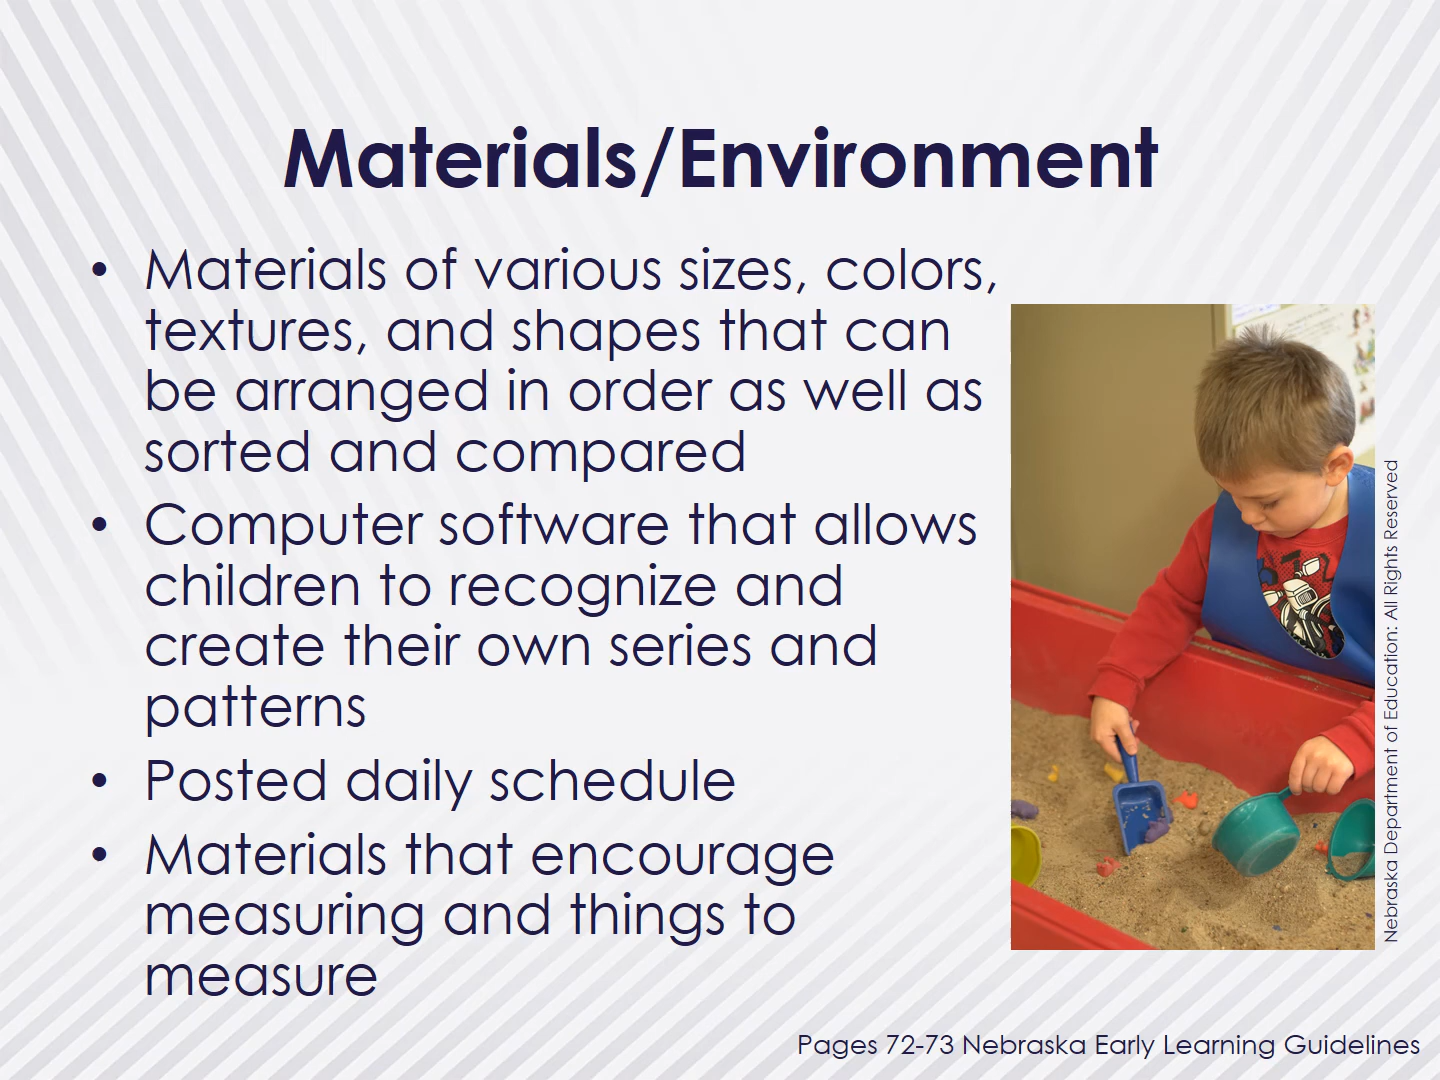 Materials/Environment
• Materials of various sizes, colors,
textures, and shapes that can
be arranged in order as well as
sorted and compared
• Computer software that allows
children to recognize and
create their own series and
patterns
• Posted daily schedule
• Materials that encourage
measuring and things to
measure
Nebraska Department of Education: All Rights Reserved
Pages 72-73 Nebraska Early Learning Guidelines